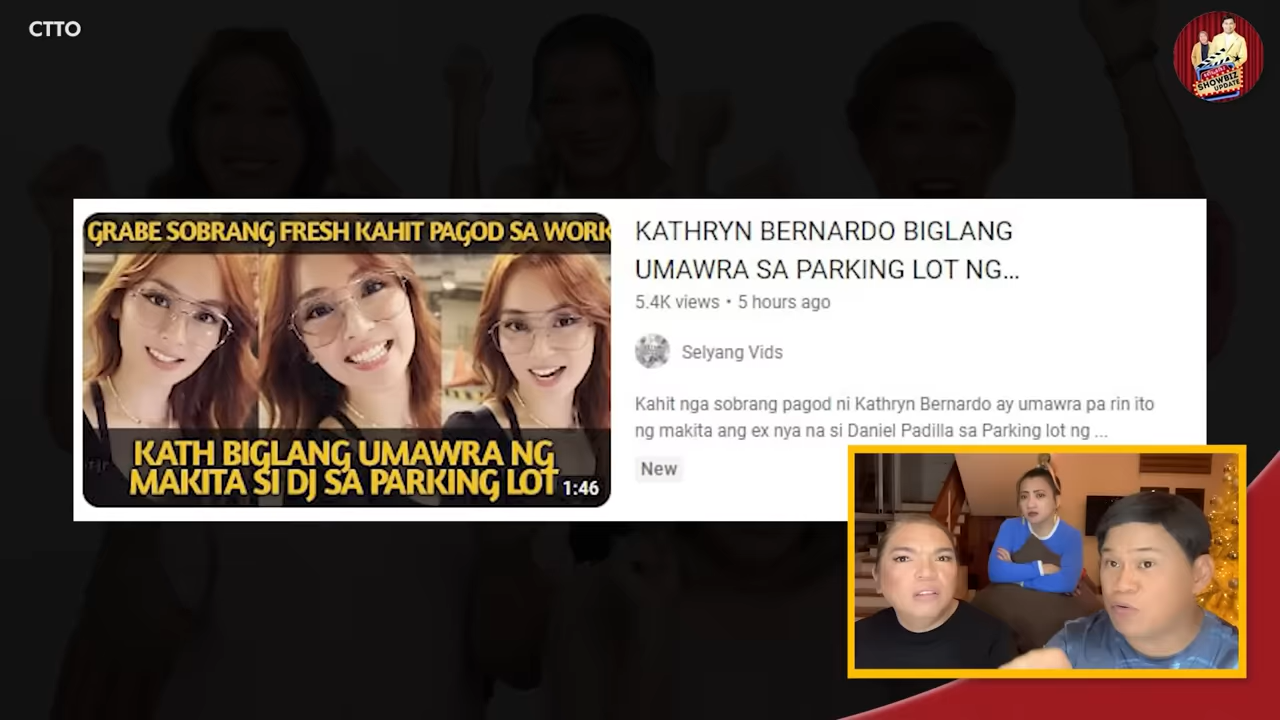 CTTO
SHOWBIZ
UPDATE
GRABE SOBRANG FRESH KAHIT PAGOD SA WORK
KATH BIGLANG UMAWRA NG
MAKITA SI DJ SA PARKING LOT
1:46
KATHRYN BERNARDO BIGLANG
UMAWRA SA PARKING LOT NG...
5.4K views • 5 hours ago
Selyang Vids
Kahit nga sobrang pagod ni Kathryn Bernardo ay umawra pa rin ito
ng makita ang ex nya na si Daniel Padilla sa Parking lot ng ...
New